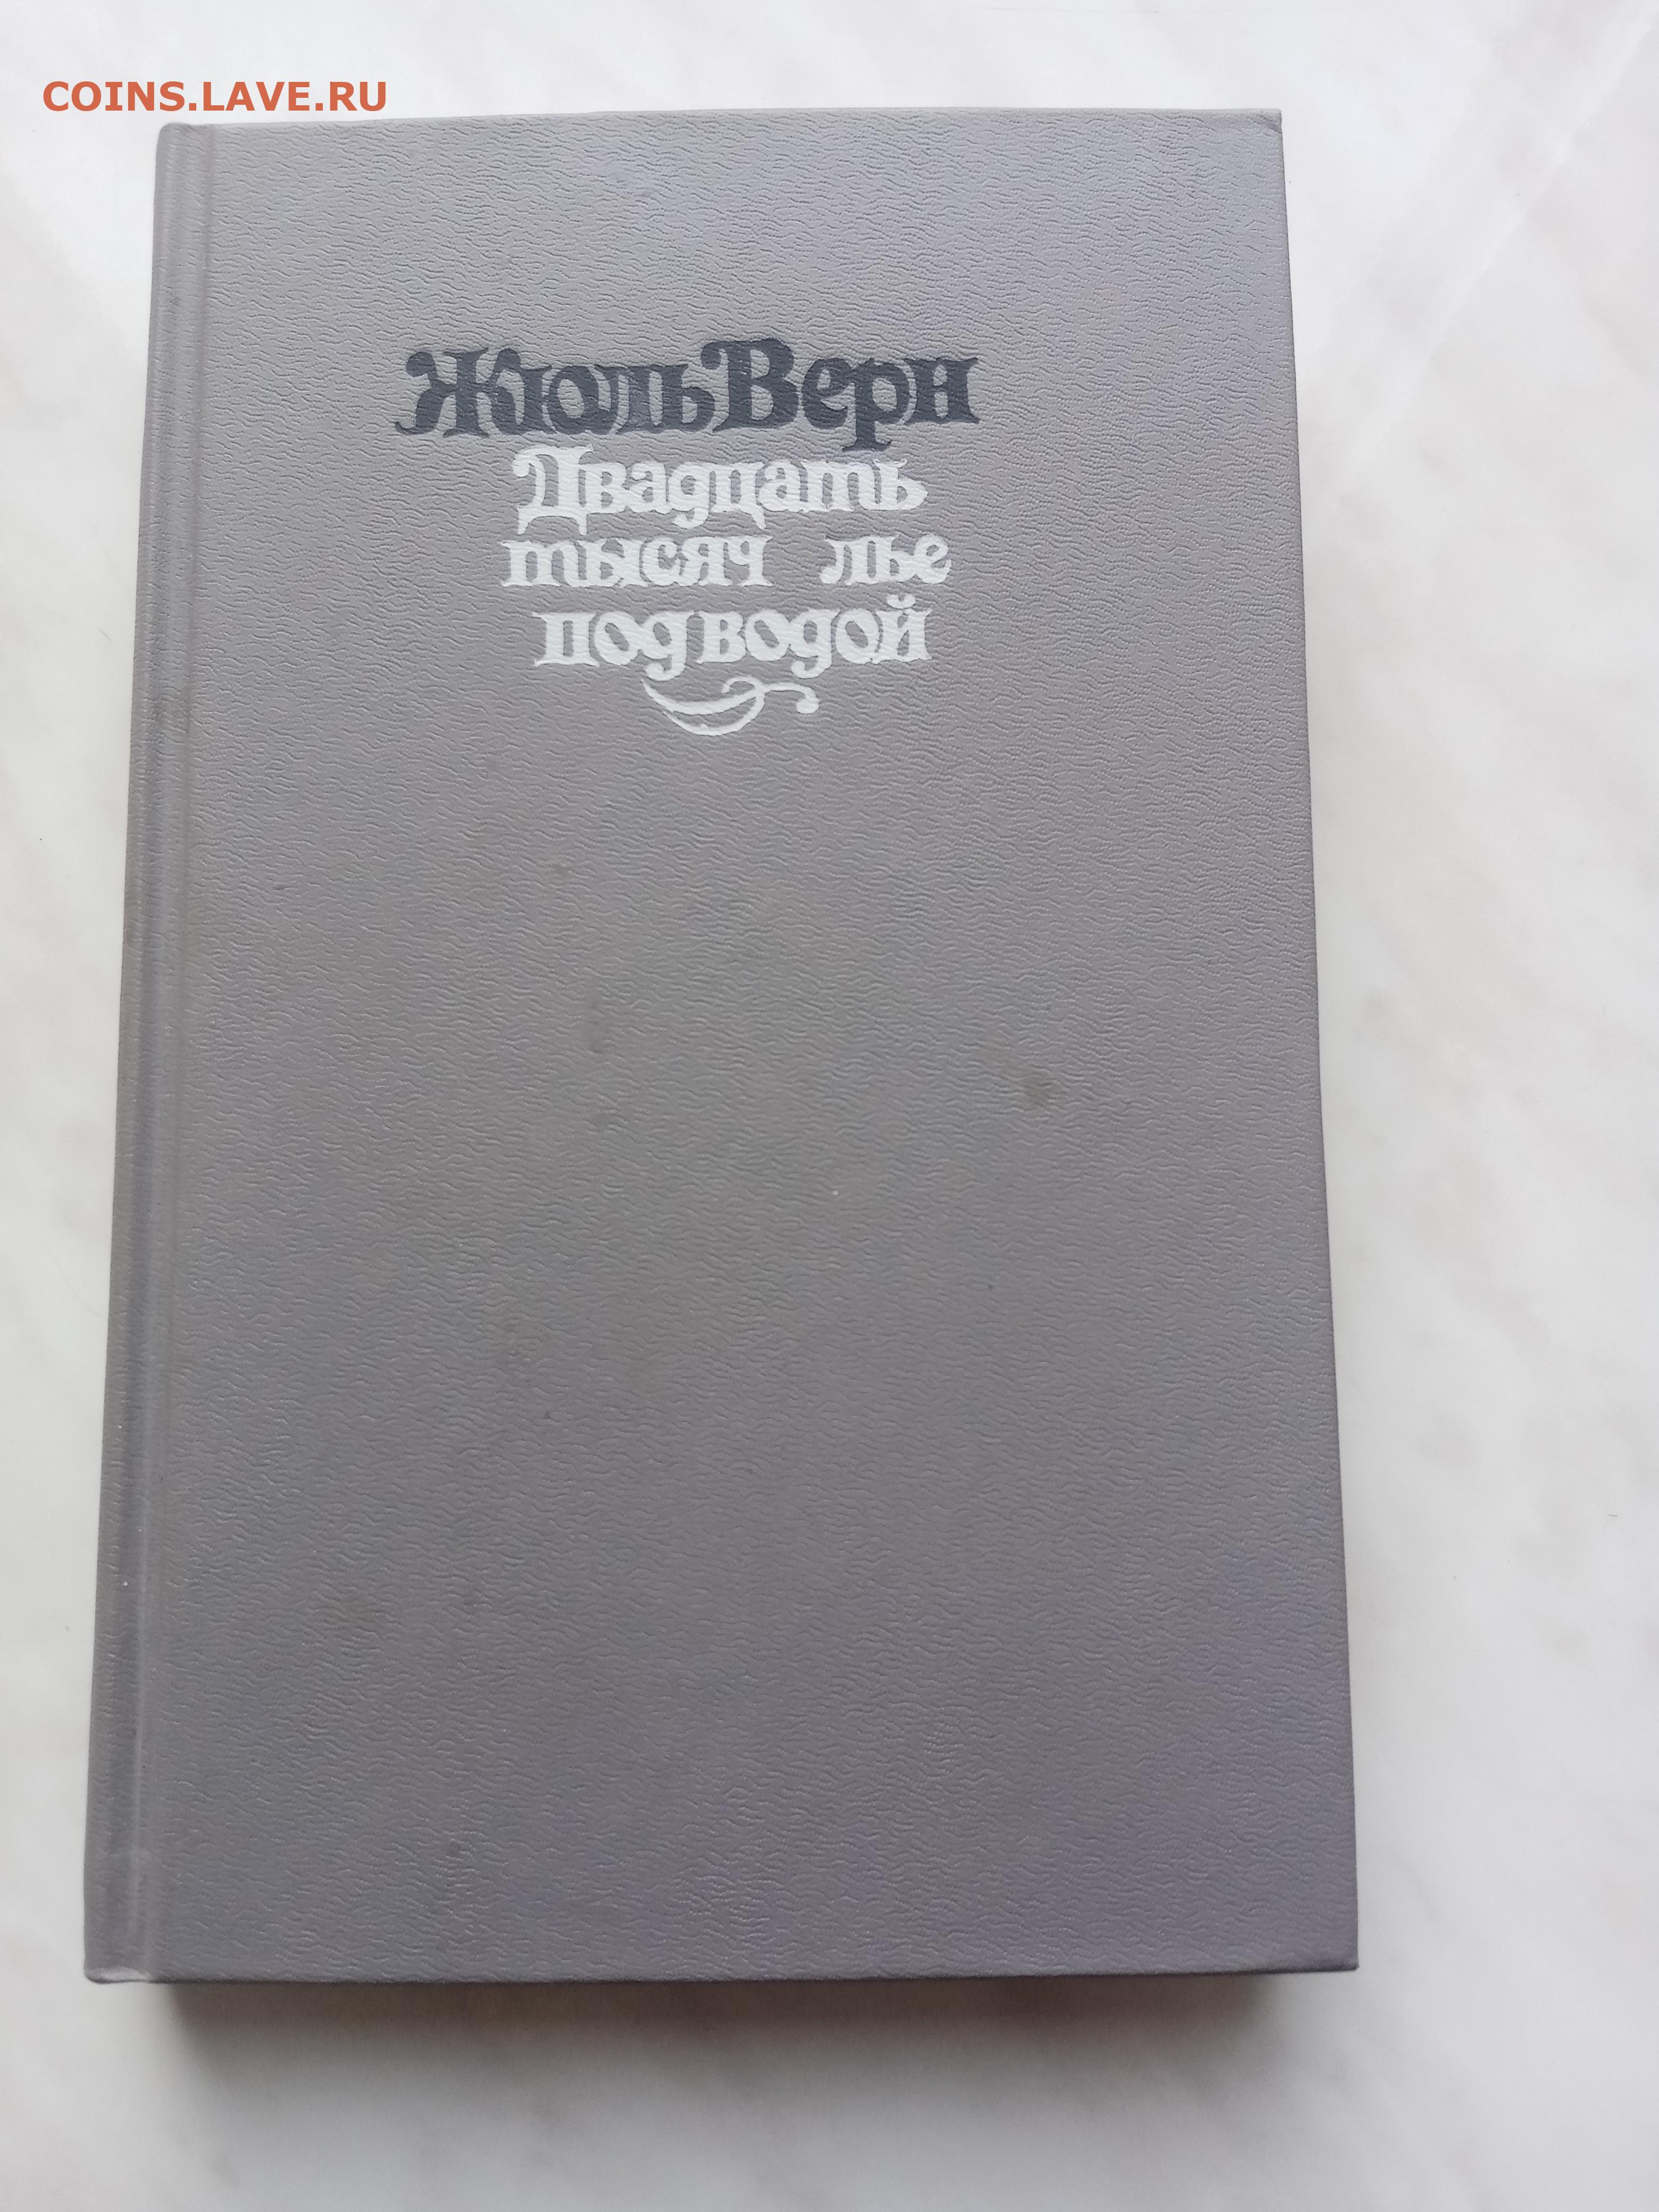 COINS.LAVE.RU
Жюль Верн
Двадцать
тысяч лье
под водой